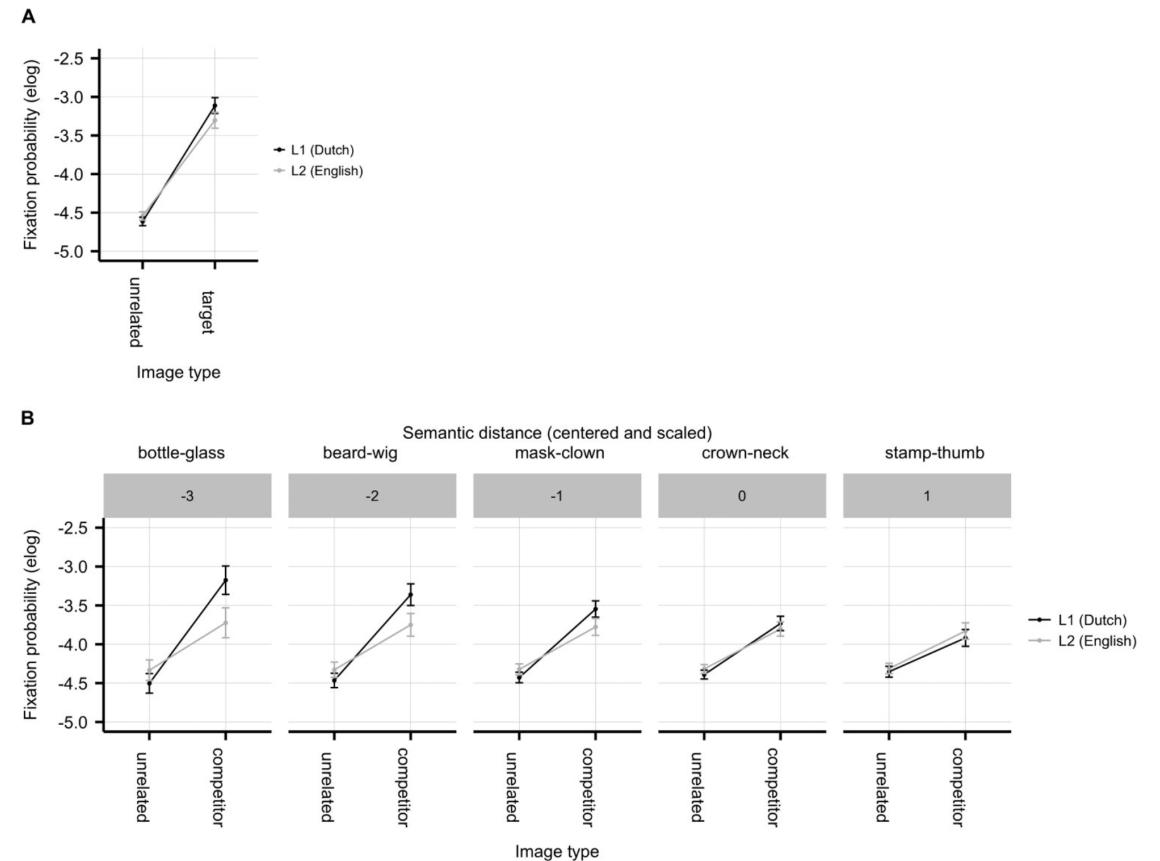 A
Fixation probability (elog)
-2.5
-3.0
-3.5
-4.0
-4.5
-5.0
L1 (Dutch)
L2 (English)
unrelated
target
Image type
B
Semantic distance (centered and scaled)
bottle-glass beard-wig mask-clown crown-neck stamp-thumb
-3 -2 -1 0 1
Fixation probability (elog)
-2.5
-3.0
-3.5
-4.0
-4.5
-5.0
L1 (Dutch)
L2 (English)
unrelated competitor unrelated competitor unrelated competitor unrelated competitor unrelated competitor
Image type